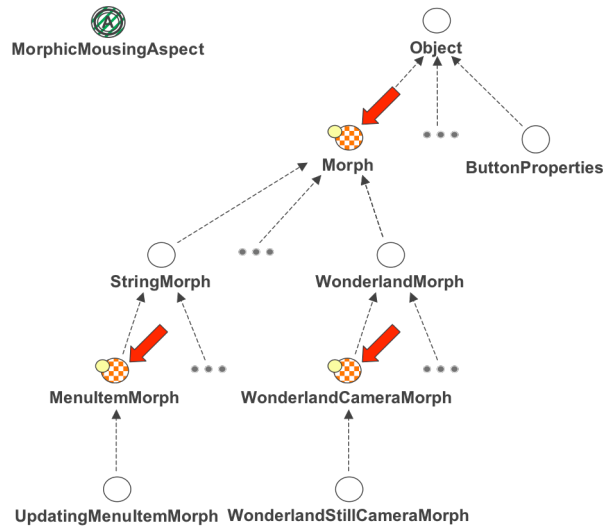 A
MorphicMousingAspect
Object
Morph
ButtonProperties
StringMorph
WonderlandMorph
MenuItemMorph
WonderlandCameraMorph
UpdatingMenuItemMorph
WonderlandStillCameraMorph